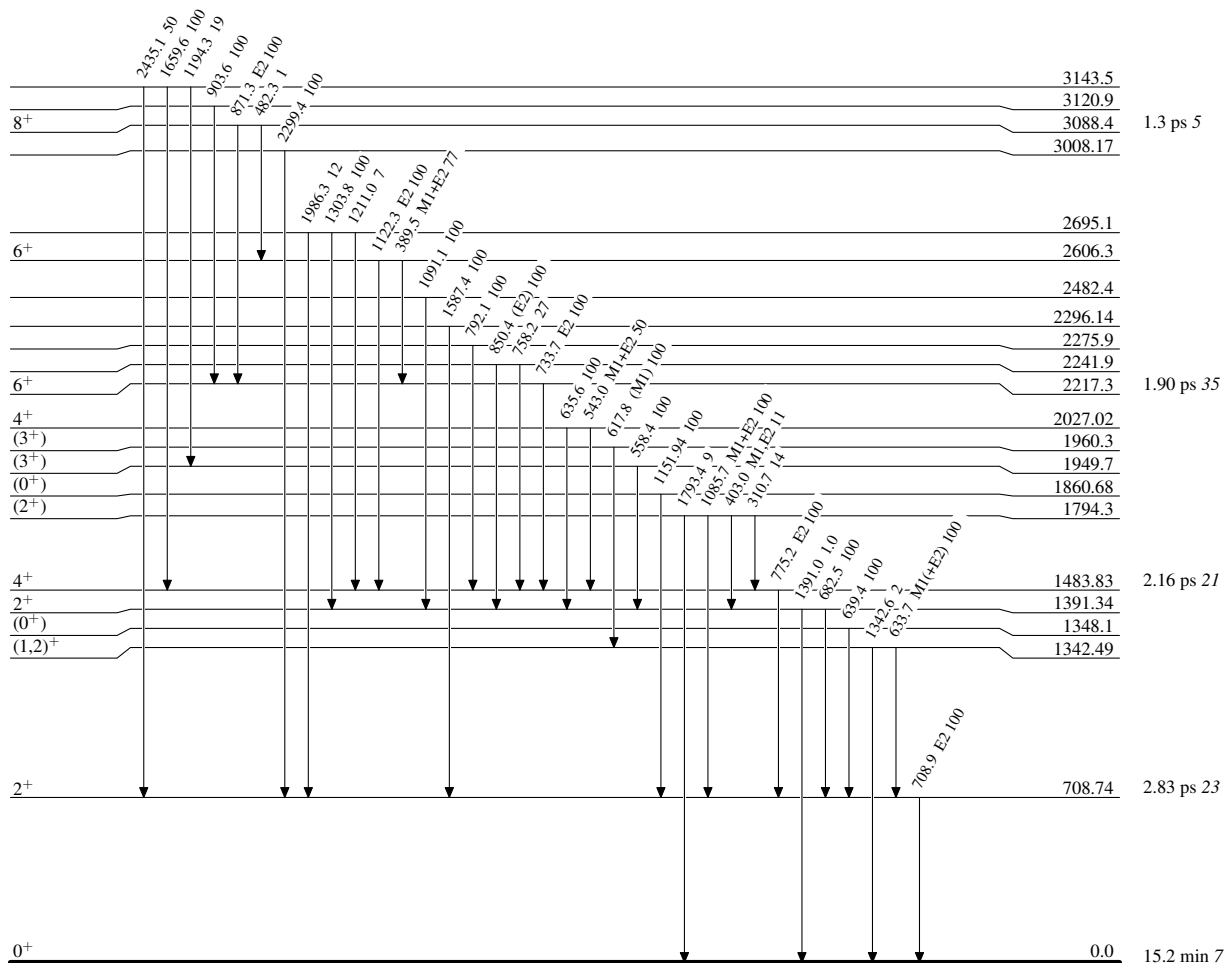 2435.1 50
1659.6 100
1194.3 19
903.6 100
871.3 E2 100
482.3 1
2299.4 100
1986.3 12
1303.8 100
1211.0 7
1122.3 E2 100
389.5 M1+E2 77
1091.1 100
1587.4 100
792.1 100
850.4 (E2) 100
758.2 27
733.7 E2 100
635.6 100
543.0 M1+E2 50
617.8 (M1) 100
558.4 100
1151.94 100
1793.4 9
1085.7 M1+E2 100
403.0 M1,E2 11
310.7 14
775.2 E2 100
1391.0 1.0
682.5 100
639.4 100
1342.6 2
633.7 M1(+E2) 100
708.9 E2 100
3143.5
3120.9
8⁺ 3088.4 1.3 ps 5
3008.17
2695.1
6⁺ 2606.3
2482.4
2296.14
2275.9
2241.9
6⁺ 2217.3 1.90 ps 35
4⁺ 2027.02
(3⁺) 1960.3
(3⁺) 1949.7
(0⁺) 1860.68
(2⁺) 1794.3
4⁺ 1483.83 2.16 ps 21
2⁺ 1391.34
(0⁺) 1348.1
(1,2)⁺ 1342.49
2⁺ 708.74 2.83 ps 23
0⁺ 0.0 15.2 min 7